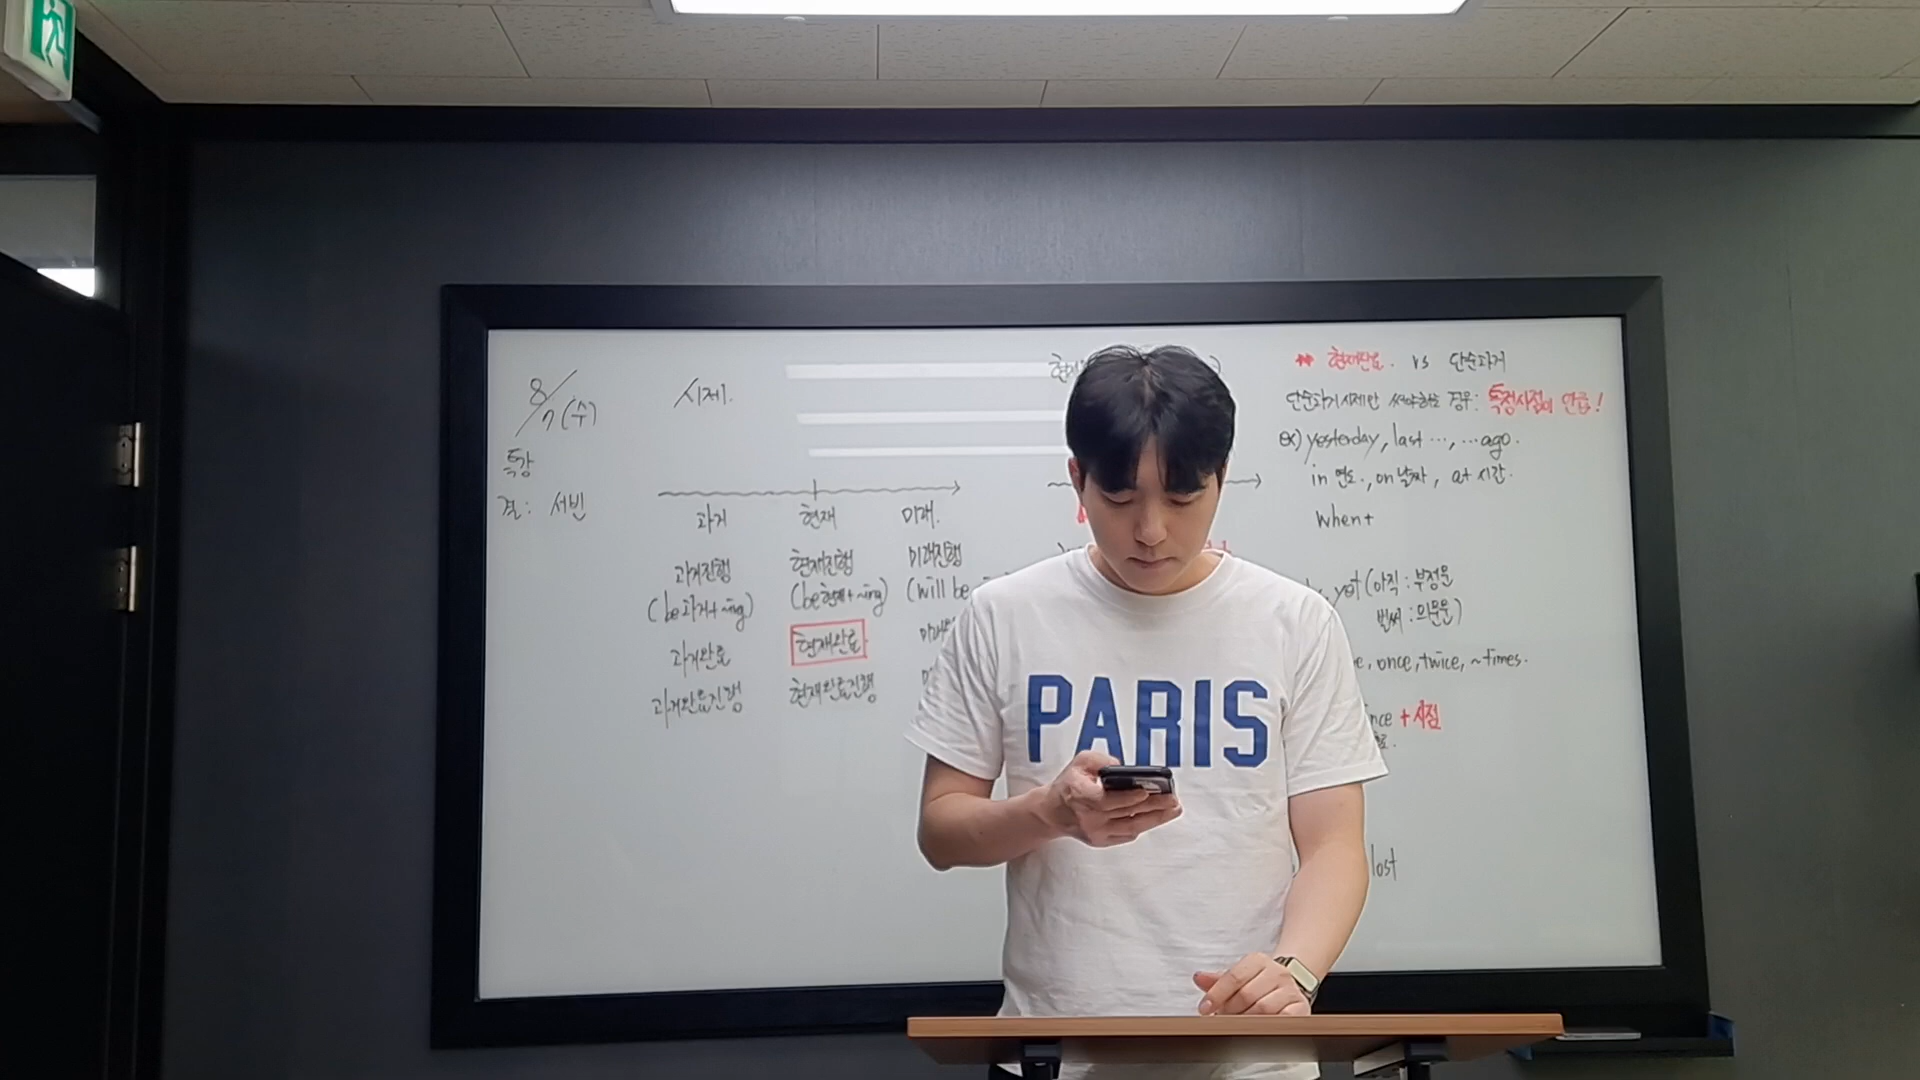 8/7 (수)
특강
결: 서빈
시제.
과거 현재 미래.
과거진행 현재진행 미래진행
(be과거+~ing) (be현재+~ing) (will be
과거완료 현재완료
과거완료진행 현재완료진행
현재완료. vs 단순과거
단순과거시제만 써야하는 경우: 특정시점이 언급!
ex) yesterday, last …, …ago.
in 연도., on 날짜, at 시간.
when+
yet (아직 : 부정문
벌써 : 의문문)
once, twice, ~times.
+시점
lost
PARIS